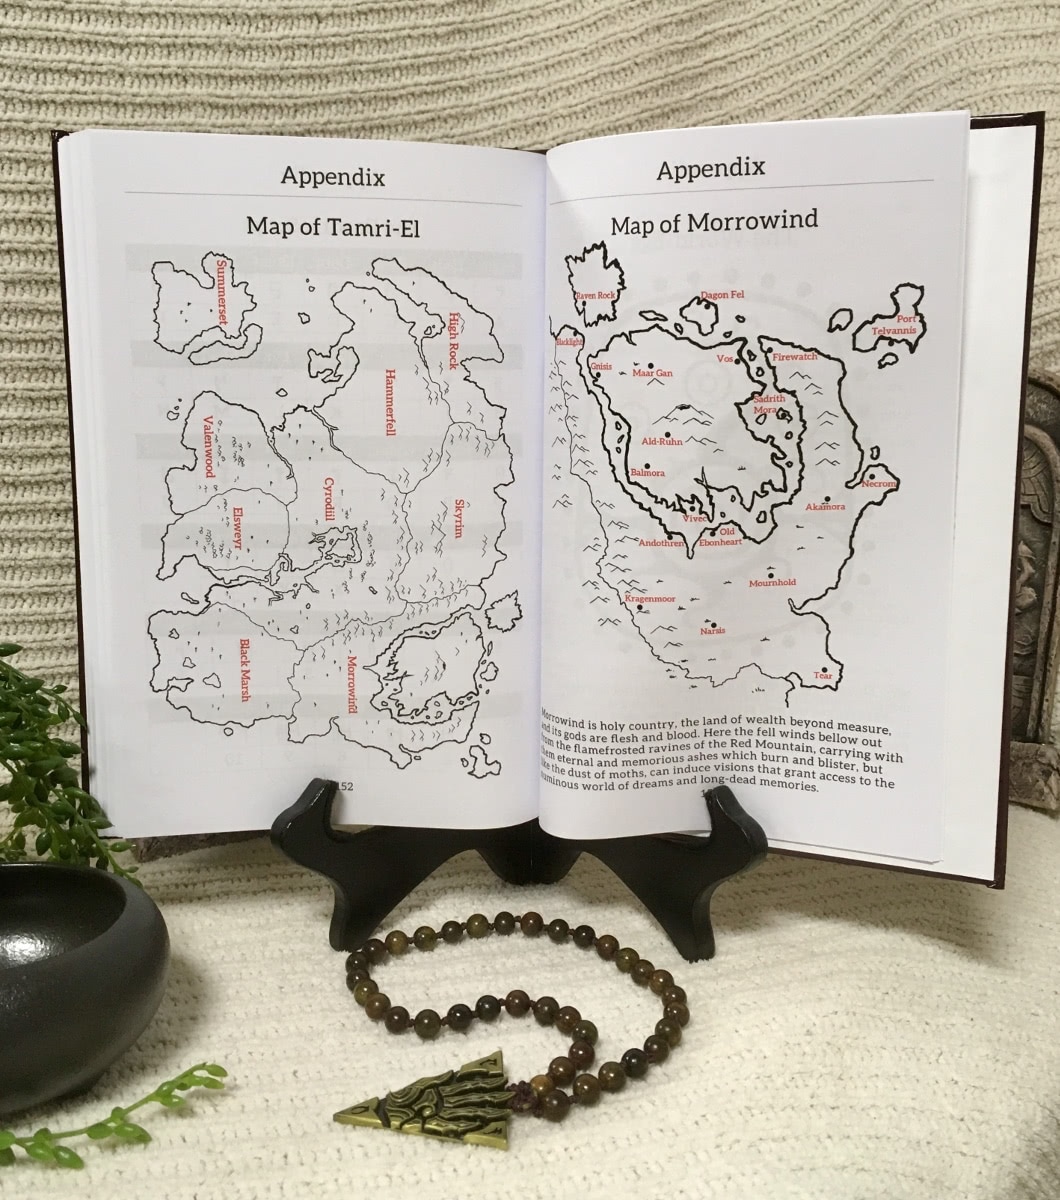 Appendix
Map of Tamri-El
Summerset
High Rock
Hammerfell
Valenwood
Cyrodiil
Elsweyr
Skyrim
Black Marsh
Morrowind
152
Appendix
Map of Morrowind
Raven Rock
Dagon Fel
Port
Telvannis
Blacklight
Gnisis
Maar Gan
Vos
Firewatch
Sadrith
Mora
Ald-Ruhn
Balmora
Necrom
Akamora
Vivec
Old
Ebonheart
Andothren
Mournhold
Kragenmoor
Narsis
Tear
Morrowind is holy country, the land of wealth beyond measure,
and its gods are flesh and blood. Here the fell winds bellow out
from the flamefrosted ravines of the Red Mountain, carrying with
them eternal and memorious ashes which burn and blister, but
like the dust of moths, can induce visions that grant access to the
numinous world of dreams and long-dead memories.